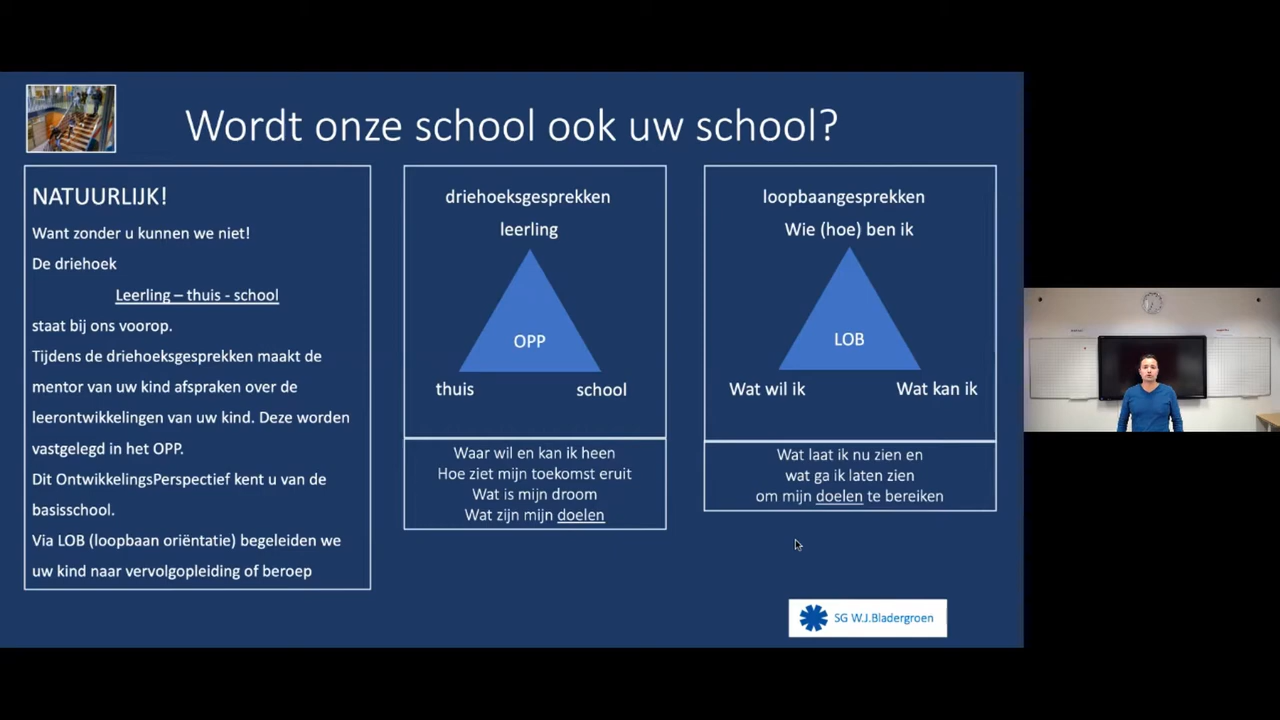 Wordt onze school ook uw school?
NATUURLIJK!
Want zonder u kunnen we niet!
De driehoek
Leerling – thuis - school
staat bij ons voorop.
Tijdens de driehoeksgesprekken maakt de
mentor van uw kind afspraken over de
leerontwikkelingen van uw kind. Deze worden
vastgelegd in het OPP.
Dit OntwikkelingsPerspectief kent u van de
basisschool.
Via LOB (loopbaan oriëntatie) begeleiden we
uw kind naar vervolgopleiding of beroep
driehoeksgesprekken
leerling
OPP
thuis school
Waar wil en kan ik heen
Hoe ziet mijn toekomst eruit
Wat is mijn droom
Wat zijn mijn doelen
loopbaangesprekken
Wie (hoe) ben ik
LOB
Wat wil ik Wat kan ik
Wat laat ik nu zien en
wat ga ik laten zien
om mijn doelen te bereiken
SG W.J.Bladergroen